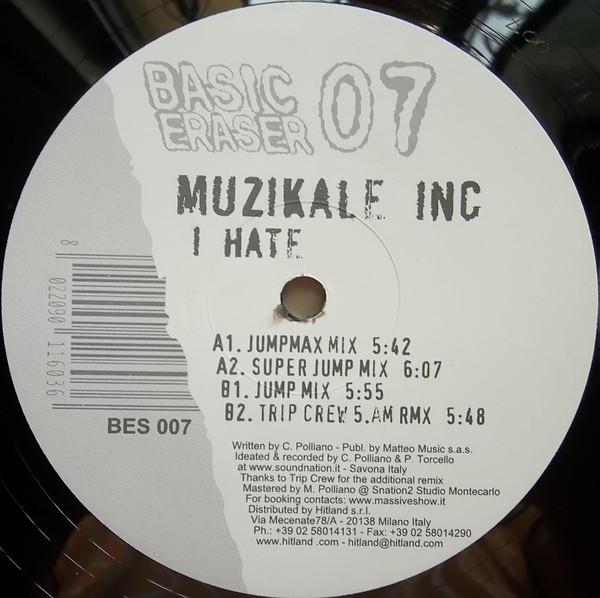 BASIC
ERASER 07
MUZIKALE INC
I HATE
8 022090 116036
BES 007
A1. JUMPMAX MIX 5:42
A2. SUPER JUMP MIX 6:07
B1. JUMP MIX 5:55
B2. TRIP CREW 5.AM RMX 5:48
Written by C. Polliano - Publ. by Matteo Music s.a.s.
Ideated & recorded by C. Polliano & P. Torcello
at www.soundnation.it - Savona Italy
Thanks to Trip Crew for the additional remix
Mastered by M. Polliano @ Snation2 Studio Montecarlo
For booking contacts: www.massiveshow.it
Distributed by Hitland s.r.l.
Via Mecenate78/A - 20138 Milano Italy
Ph.: +39 02 58014131 - Fax: +39 02 58014290
www.hitland .com - hitland@hitland.com